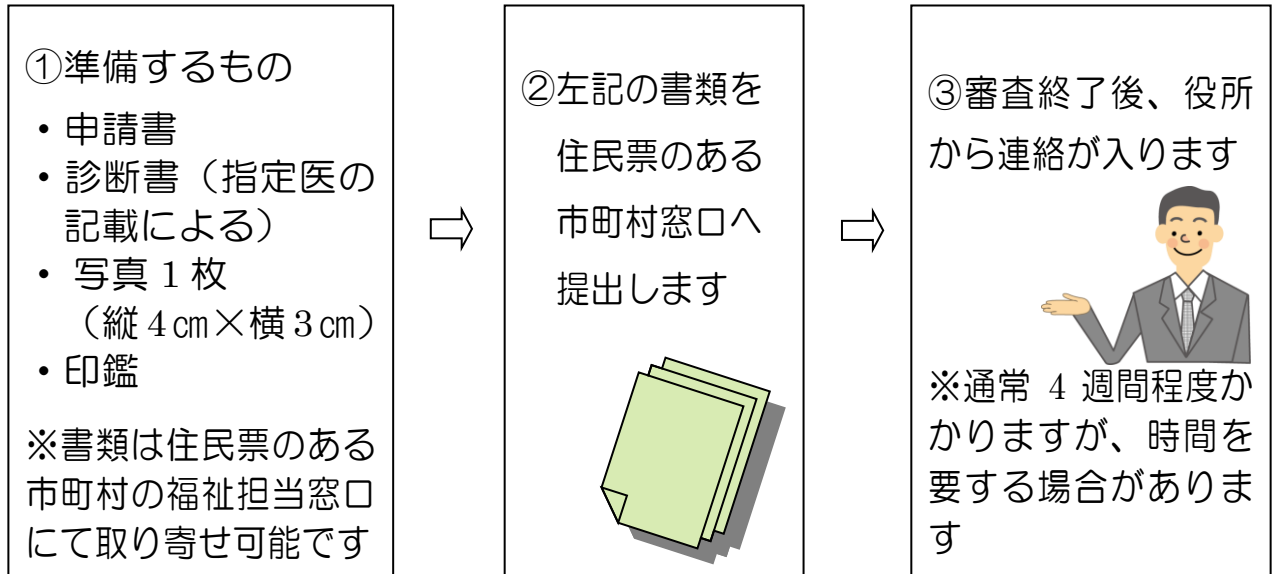 ①準備するもの
・申請書
・診断書（指定医の
記載による）
・ 写真 1 枚
（縦 4 ㎝×横 3 ㎝）
・印鑑
※書類は住民票のある
市町村の福祉担当窓口
にて取り寄せ可能です
⇨
②左記の書類を
住民票のある
市町村窓口へ
提出します
⇨
③審査終了後、役所
から連絡が入ります
※通常 4 週間程度か
かりますが、時間を
要する場合がありま
す